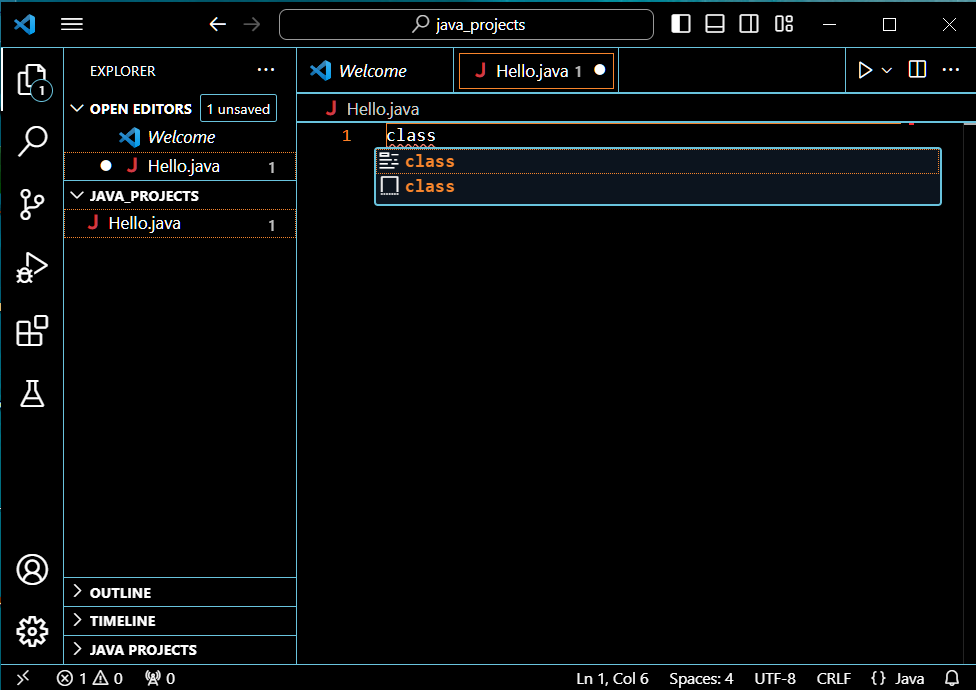 java_projects
EXPLORER
Welcome
J Hello.java 1
OPEN EDITORS 1 unsaved
J Hello.java
Welcome
1 class
J Hello.java 1
class
class
JAVA_PROJECTS
J Hello.java 1
1
OUTLINE
TIMELINE
JAVA PROJECTS
1 0 0
Ln 1, Col 6 Spaces: 4 UTF-8 CRLF {} Java